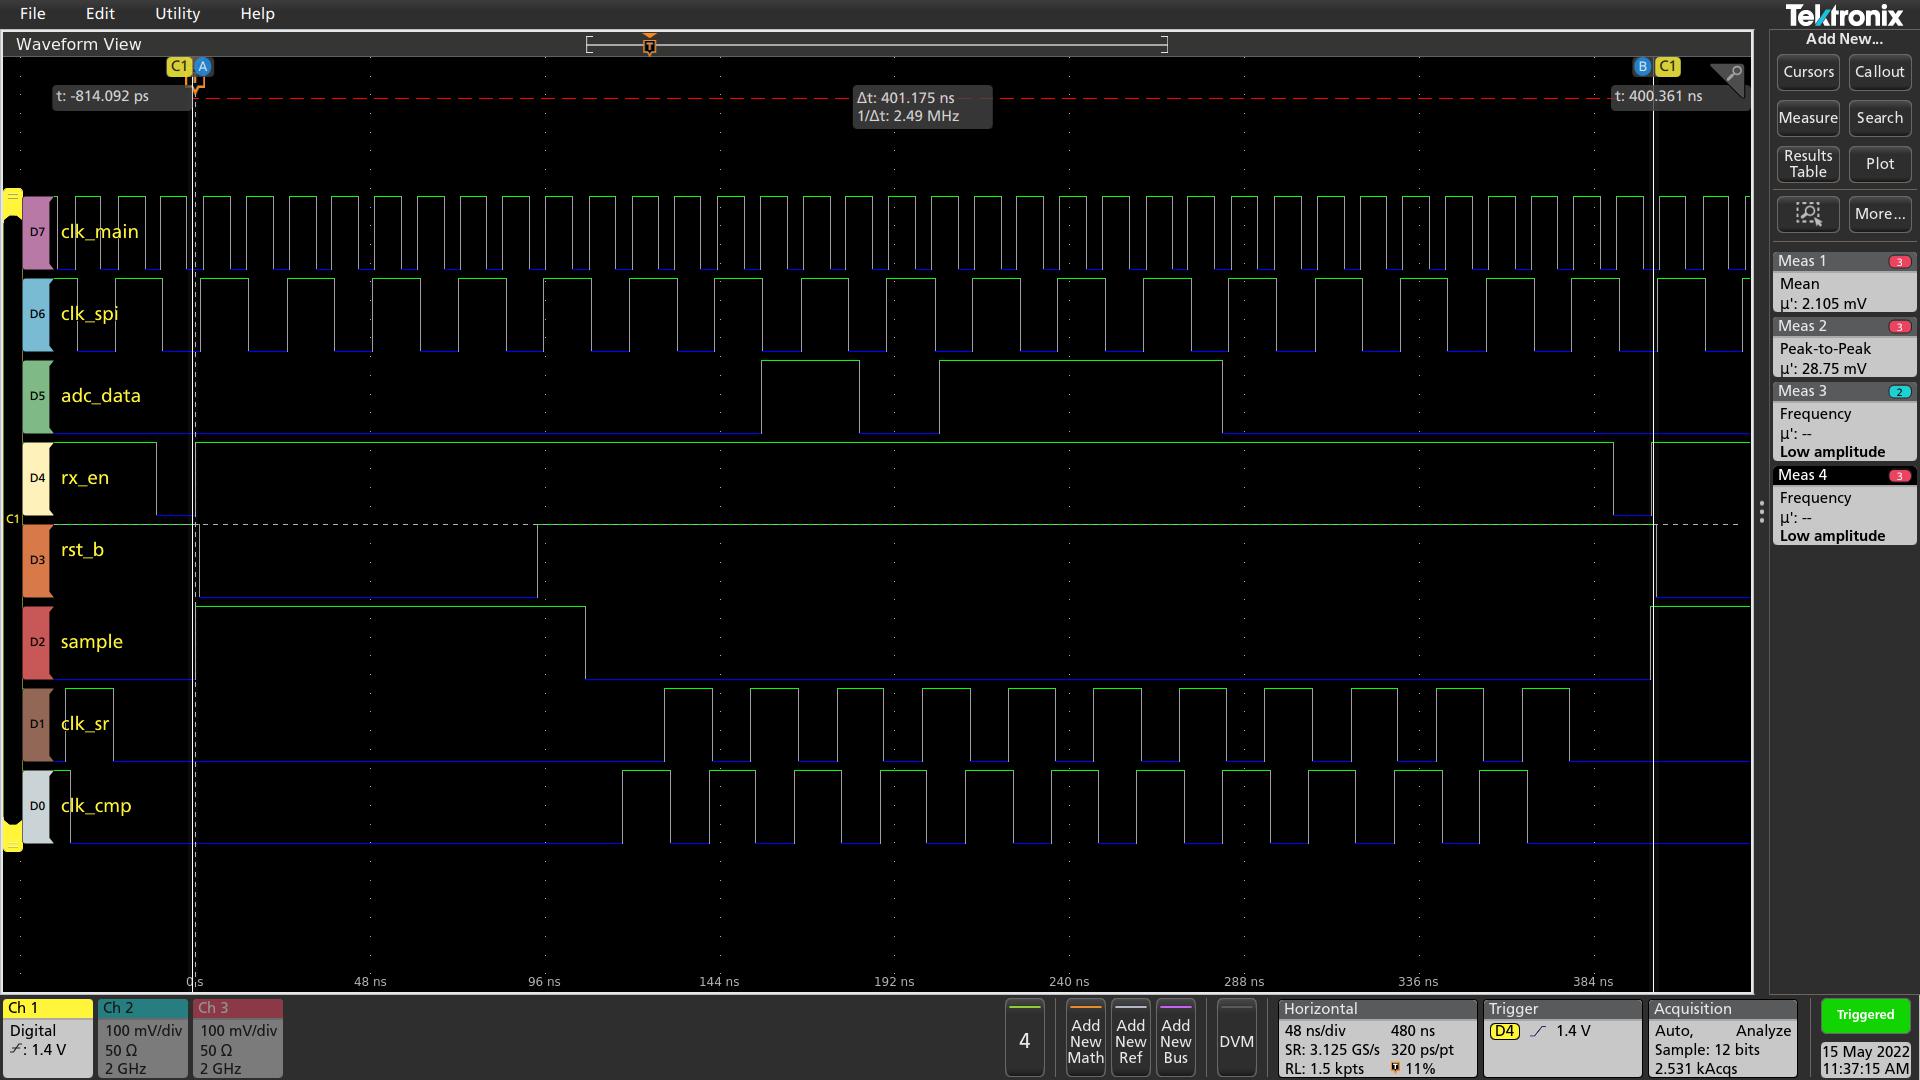 File Edit Utility Help
Tektronix
Waveform View
T
Add New...
C1 A
B C1
t: -814.092 ps
Δt: 401.175 ns
1/Δt: 2.49 MHz
t: 400.361 ns
Cursors Callout
Measure Search
Results
Table
Plot
More...
D7 clk_main
D6 clk_spi
D5 adc_data
D4 rx_en
C1
D3 rst_b
D2 sample
D1 clk_sr
D0 clk_cmp
0 s 48 ns 96 ns 144 ns 192 ns 240 ns 288 ns 336 ns 384 ns
Meas 1 3
Mean
µ': 2.105 mV
Meas 2 3
Peak-to-Peak
µ': 28.75 mV
Meas 3 2
Frequency
µ': --
Low amplitude
Meas 4 3
Frequency
µ': --
Low amplitude
Ch 1
Digital
: 1.4 V
Ch 2
100 mV/div
50 Ω
2 GHz
Ch 3
100 mV/div
50 Ω
2 GHz
4
Add
New
Math
Add
New
Ref
Add
New
Bus
DVM
Horizontal
48 ns/div 480 ns
SR: 3.125 GS/s 320 ps/pt
RL: 1.5 kpts T 11%
Trigger
D4 1.4 V
Acquisition
Auto, Analyze
Sample: 12 bits
2.531 kAcqs
Triggered
15 May 2022
11:37:15 AM